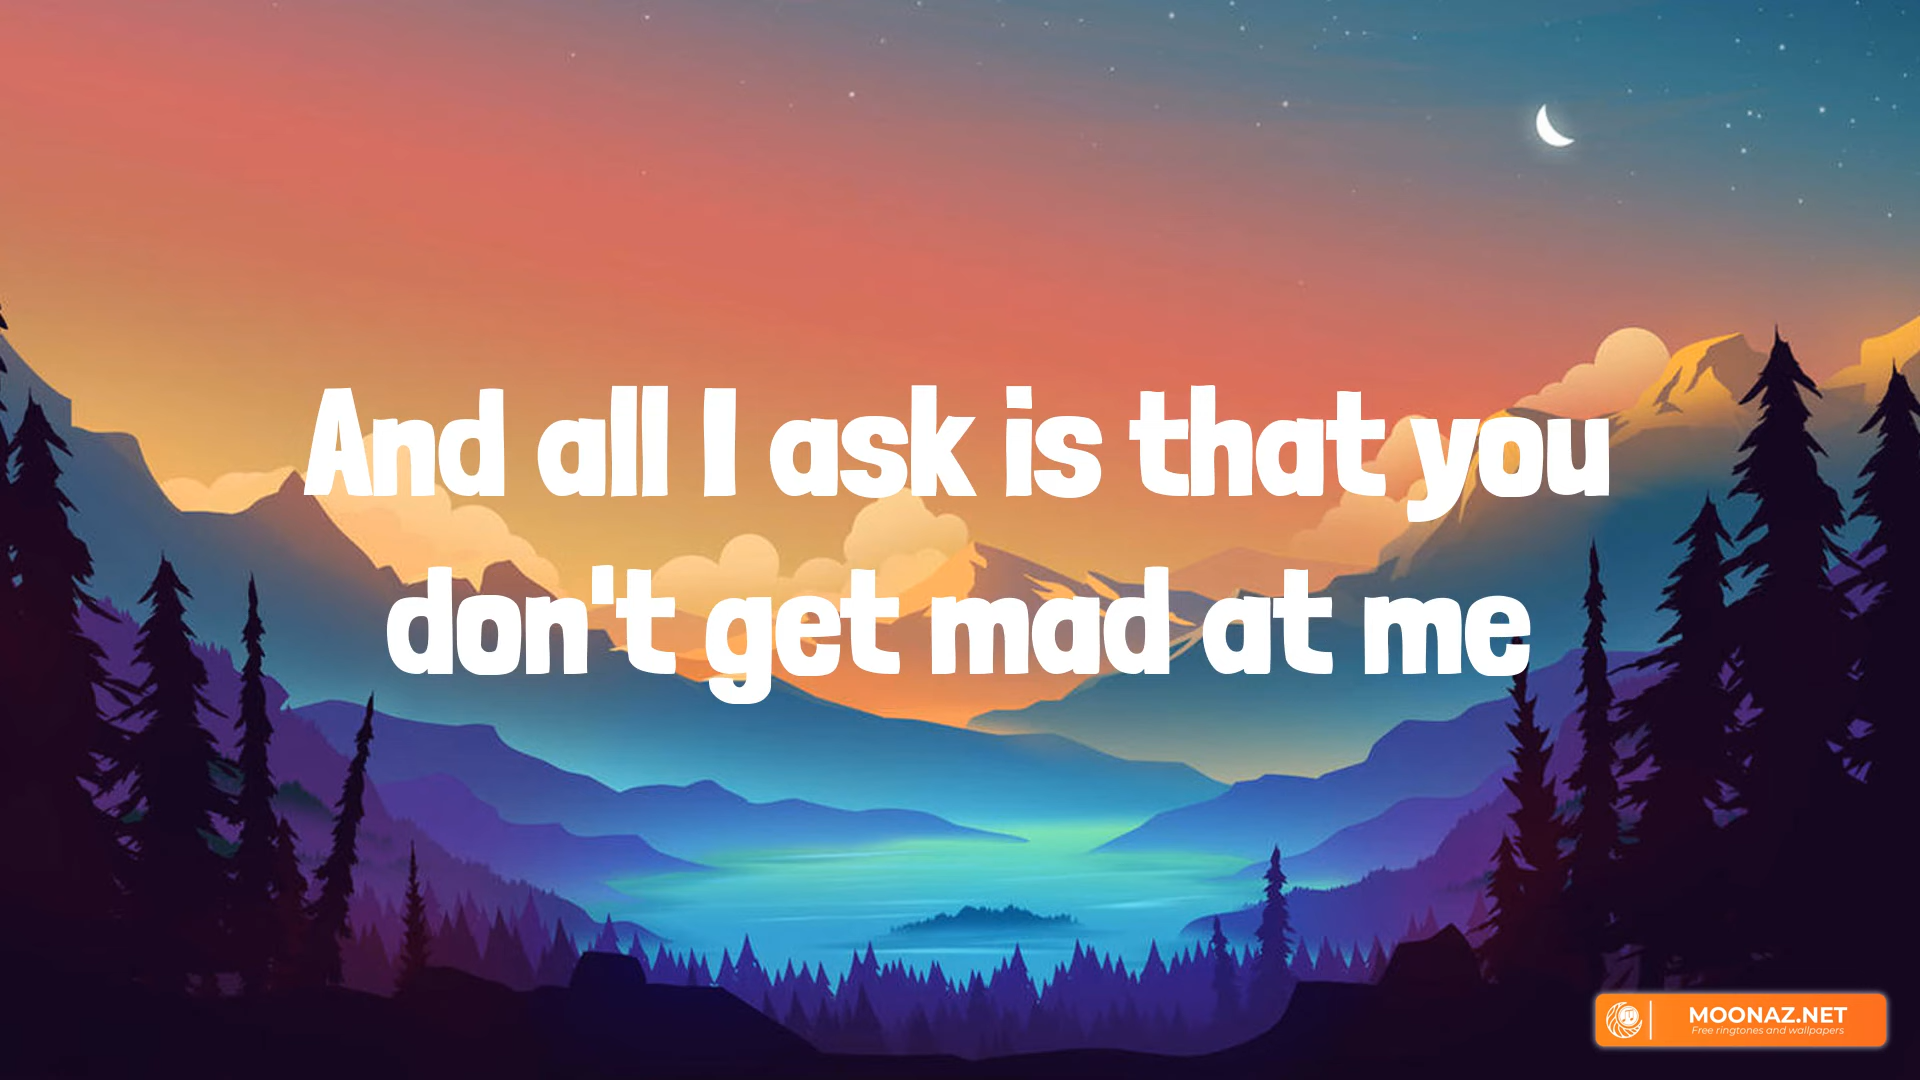 And all I ask is that you
don't get mad at me
MOONAZ.NET
Free ringtones and wallpapers